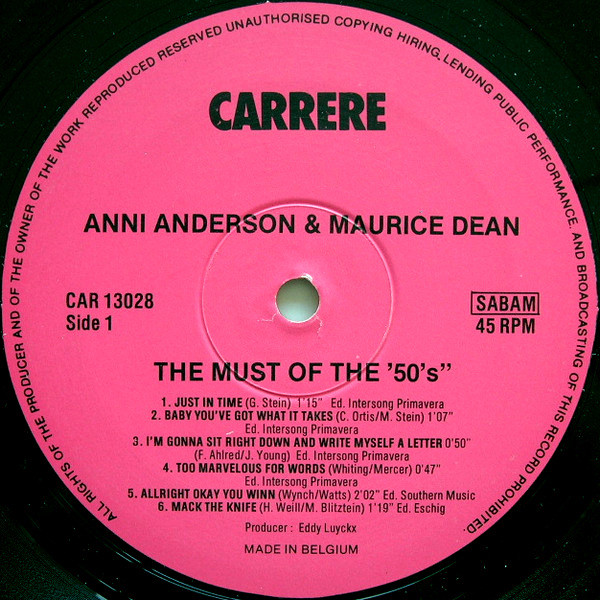 ALL RIGHTS OF THE PRODUCER AND OF THE OWNER OF THE WORK REPRODUCED RESERVED UNAUTHORISED COPYING HIRING, LENDING PUBLIC PERFORMANCE AND BROADCASTING OF THIS RECORD PROHIBITED.
CARRERE
ANNI ANDERSON & MAURICE DEAN
CAR 13028
Side 1
SABAM
45 RPM
THE MUST OF THE '50's"
1. JUST IN TIME (G. Stein) 1'15" Ed. Intersong Primavera
2. BABY YOU'VE GOT WHAT IT TAKES (C. Ortis/M. Stein) 1'07"
Ed. Intersong Primavera
3. I'M GONNA SIT RIGHT DOWN AND WRITE MYSELF A LETTER 0'50"
(F. Ahlred/J. Young) Ed. Intersong Primavera
4. TOO MARVELOUS FOR WORDS (Whiting/Mercer) 0'47"
Ed. Intersong Primavera
5. ALLRIGHT OKAY YOU WINN (Wynch/Watts) 2'02" Ed. Southern Music
6. MACK THE KNIFE (H. Weill/M. Blitztein) 1'19" Ed. Eschig
Producer : Eddy Luyckx
MADE IN BELGIUM